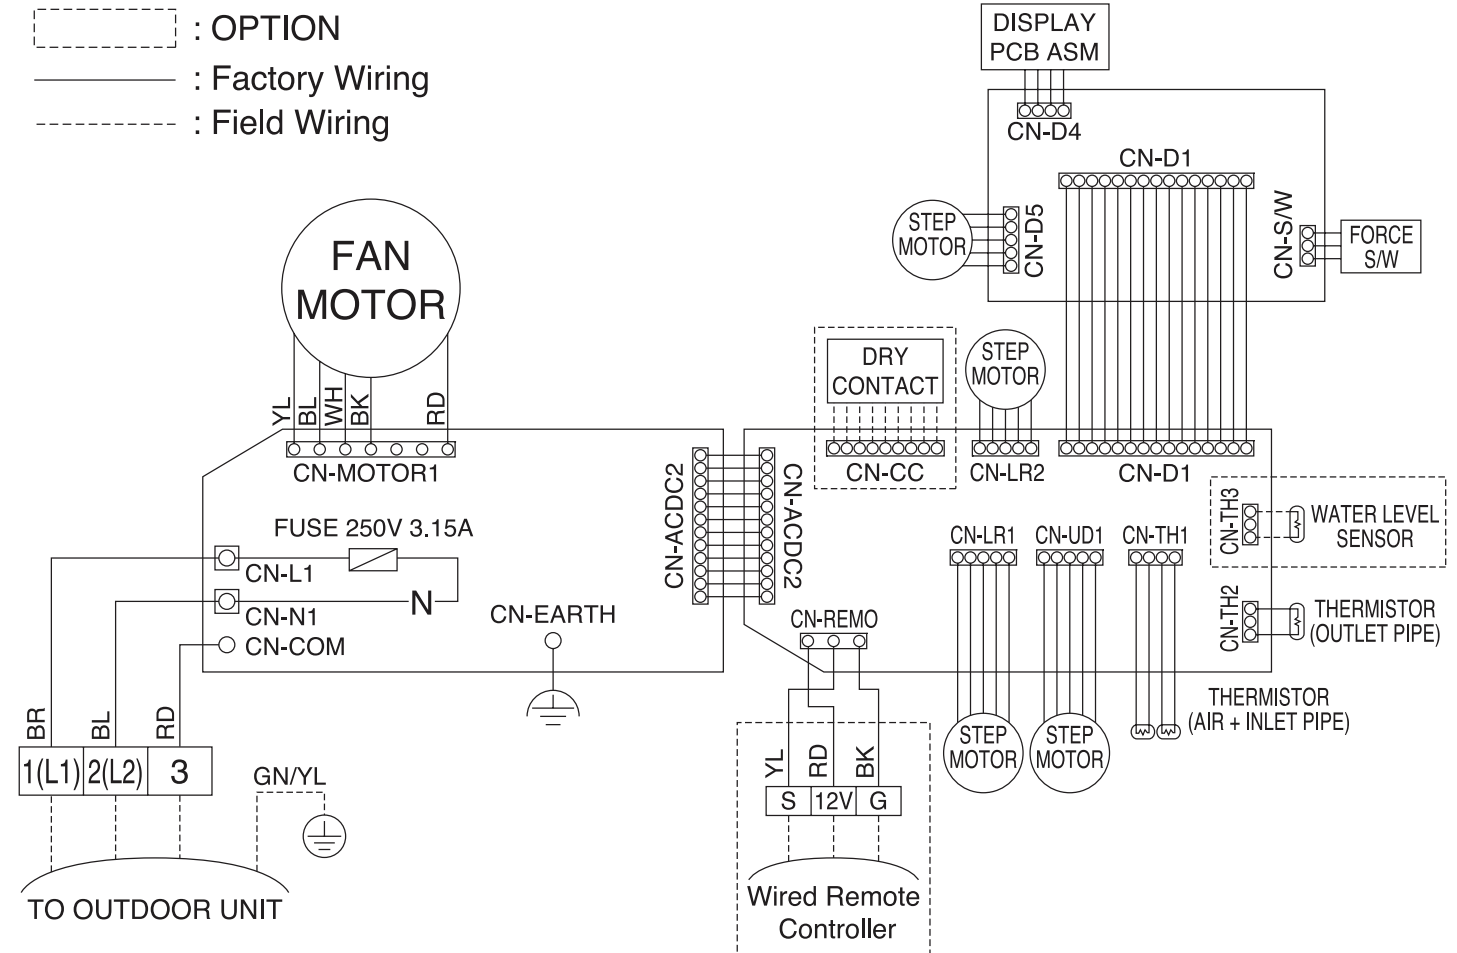 : OPTION
: Factory Wiring
: Field Wiring
DISPLAY
PCB ASM
CN-D4
CN-D1
STEP
MOTOR
CN-D5
CN-S/W
FORCE
S/W
FAN
MOTOR
YL
BL
WH
BK
RD
CN-MOTOR1
DRY
CONTACT
CN-CC
STEP
MOTOR
CN-LR2
CN-D1
CN-ACDC2
CN-ACDC2
FUSE 250V 3.15A
CN-L1
N
CN-N1
CN-COM
CN-EARTH
CN-REMO
CN-LR1
CN-UD1
CN-TH1
CN-TH3
WATER LEVEL
SENSOR
CN-TH2
THERMISTOR
(OUTLET PIPE)
THERMISTOR
(AIR + INLET PIPE)
STEP
MOTOR
STEP
MOTOR
BR
BL
RD
1(L1) 2(L2) 3
GN/YL
TO OUTDOOR UNIT
YL
RD
BK
S 12V G
Wired Remote
Controller